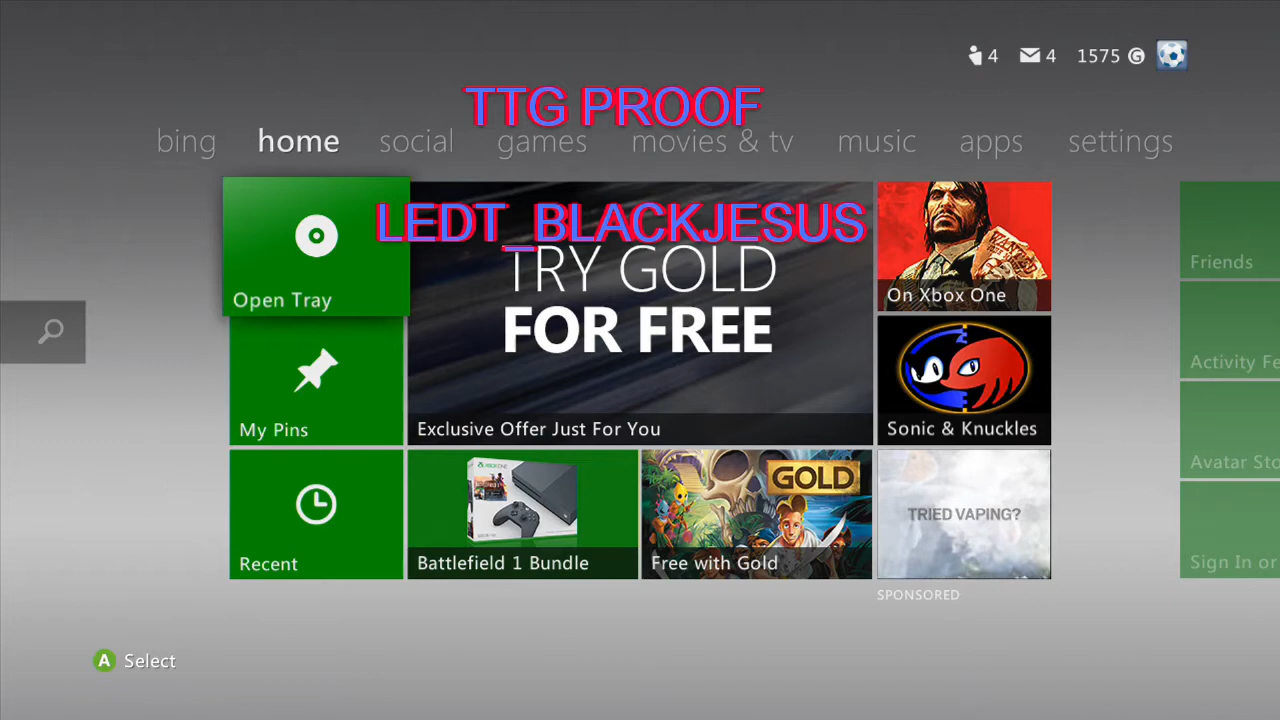 4 4 1575 G
TTG PROOF
bing home social games movies & tv music apps settings
LEDT_BLACKJESUS
Open Tray
TRY GOLD
FOR FREE
Exclusive Offer Just For You
On Xbox One
Friends
My Pins
Sonic & Knuckles
Activity Fe
Recent
XBOX ONE
Battlefield 1 Bundle
GOLD
Free with Gold
TRIED VAPING?
SPONSORED
Avatar Sto
Sign In or
A Select